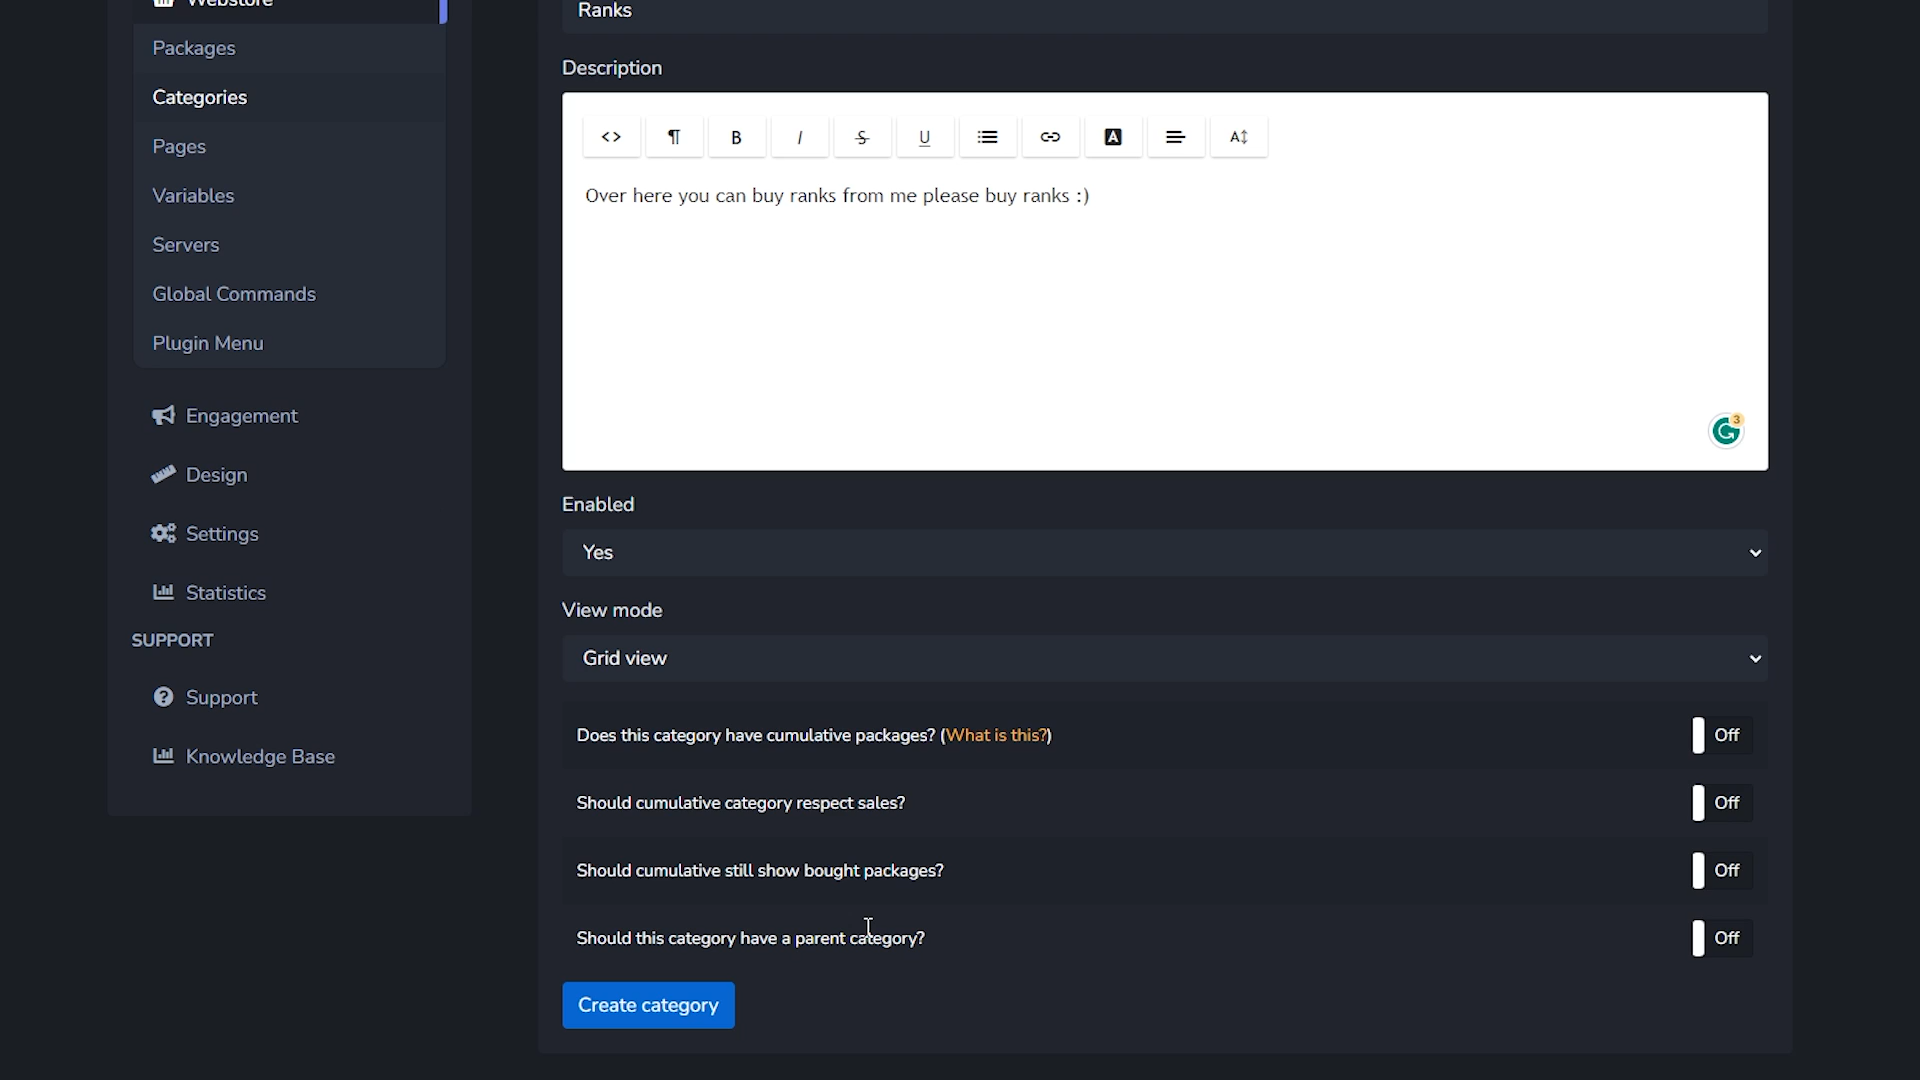 Webstore
Packages
Categories
Pages
Variables
Servers
Global Commands
Plugin Menu
Engagement
Design
Settings
Statistics
SUPPORT
Support
Knowledge Base
Ranks
Description
<> ¶ B I S U A A
Over here you can buy ranks from me please buy ranks :)
3
Enabled
Yes
View mode
Grid view
Does this category have cumulative packages? (What is this?) Off
Should cumulative category respect sales? Off
Should cumulative still show bought packages? Off
Should this category have a parent category? Off
Create category